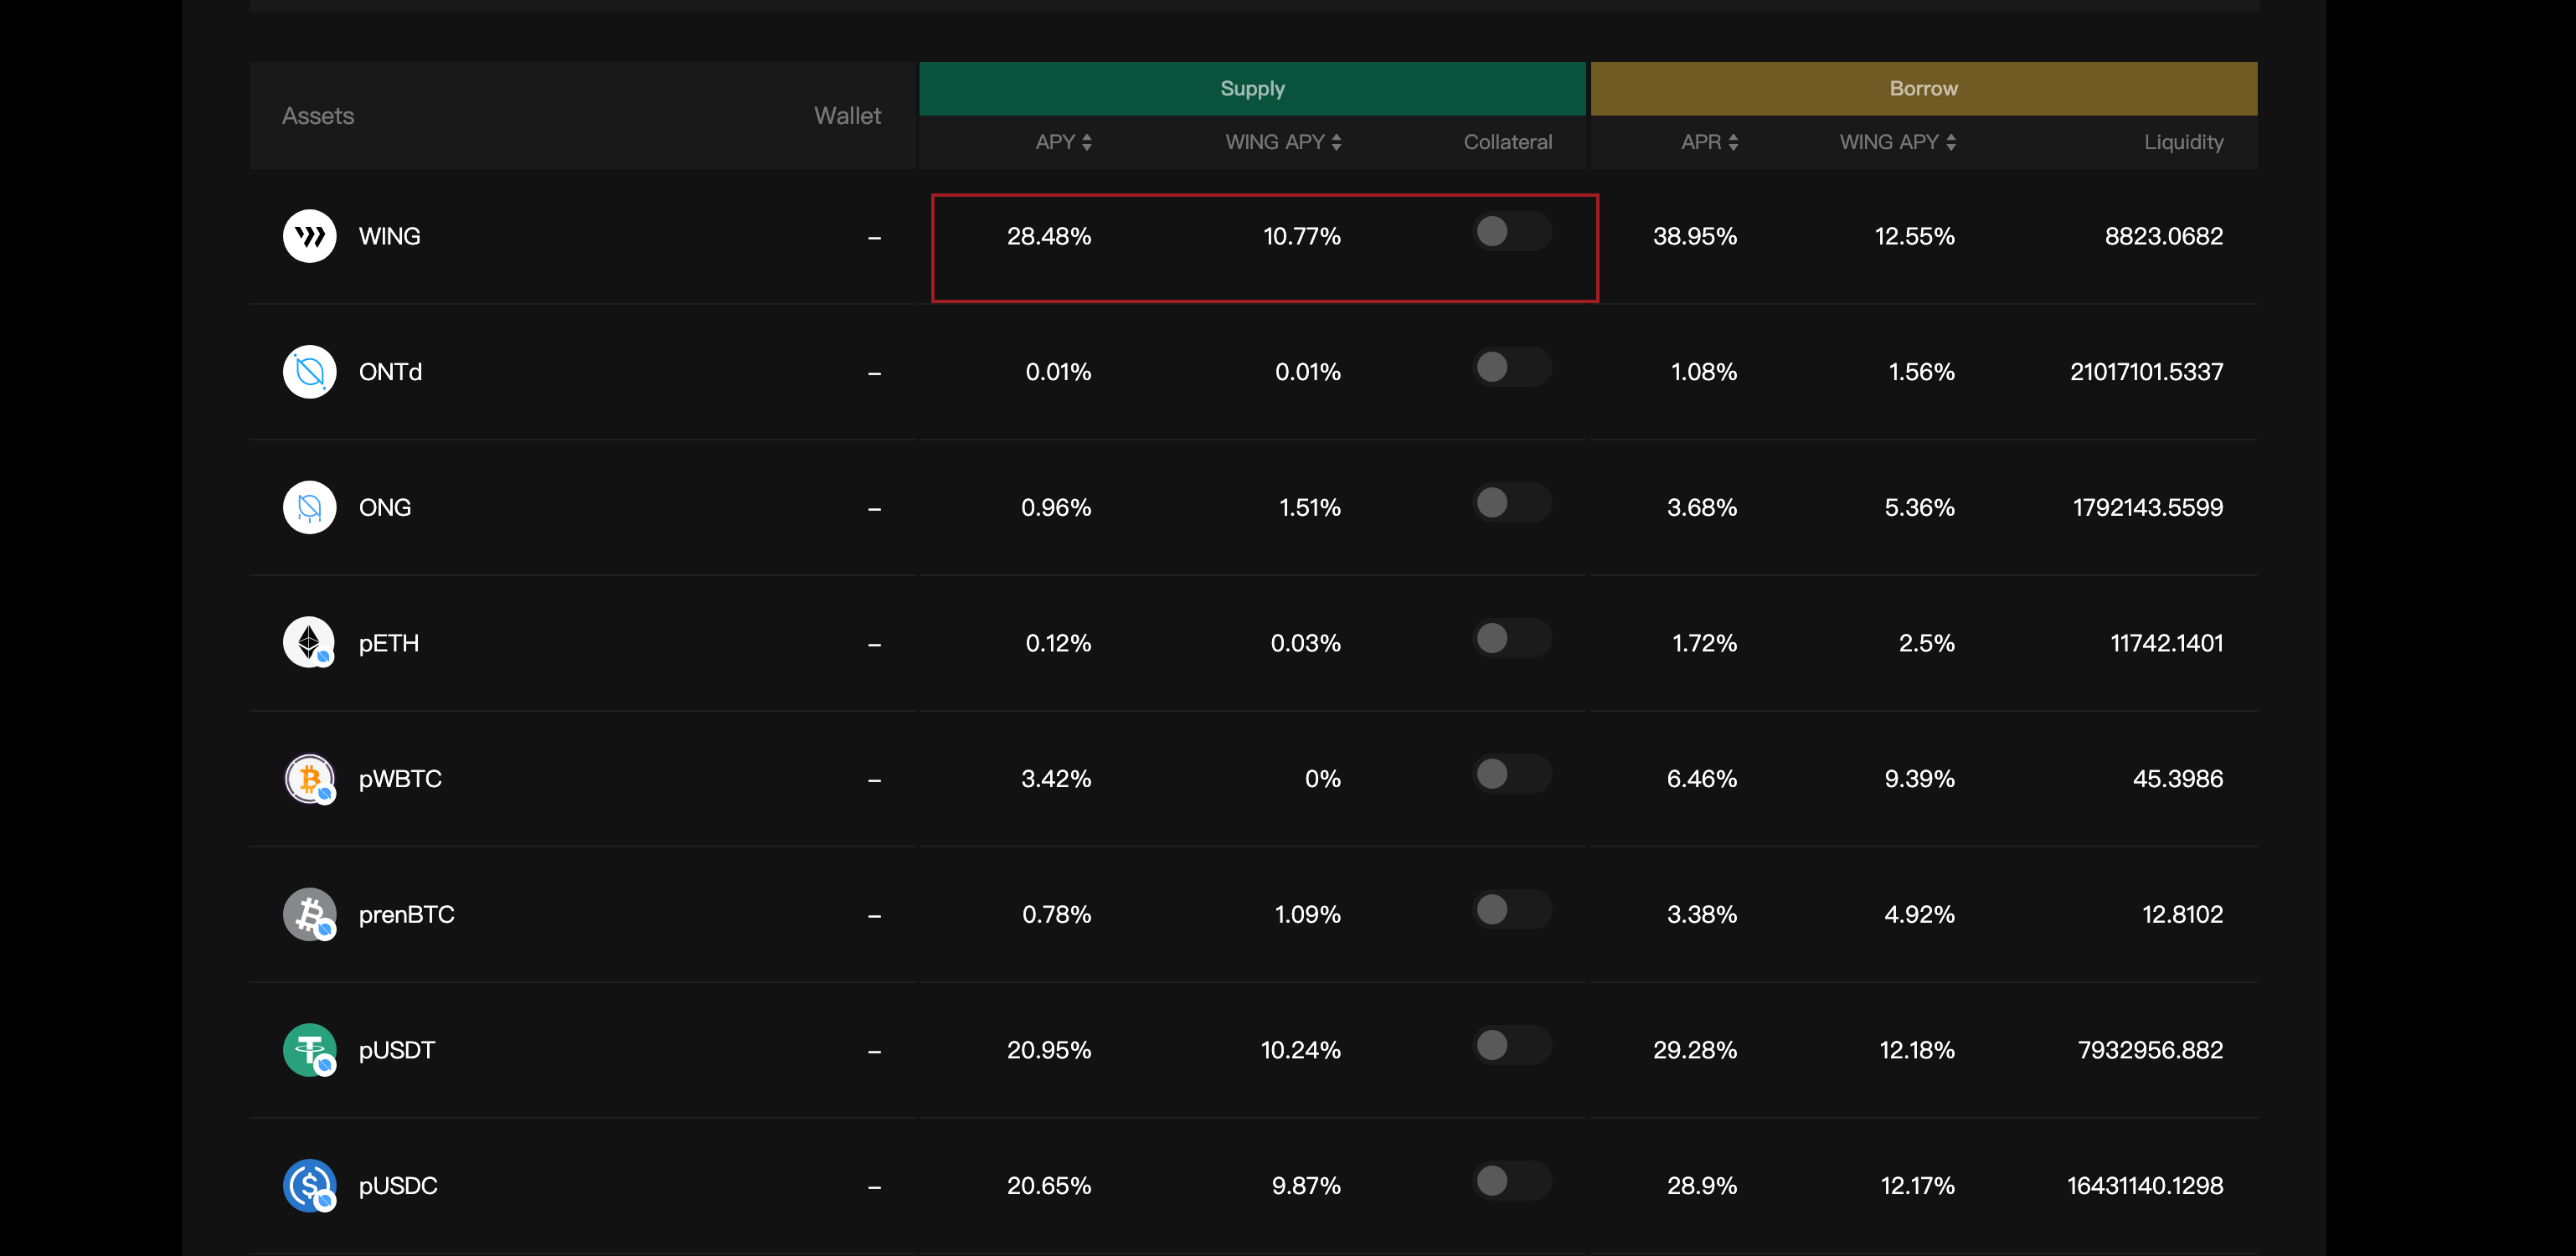 Assets Wallet Supply Borrow
APY WING APY Collateral APR WING APY Liquidity
WING – 28.48% 10.77% 38.95% 12.55% 8823.0682
ONTd – 0.01% 0.01% 1.08% 1.56% 21017101.5337
ONG – 0.96% 1.51% 3.68% 5.36% 1792143.5599
pETH – 0.12% 0.03% 1.72% 2.5% 11742.1401
pWBTC – 3.42% 0% 6.46% 9.39% 45.3986
prenBTC – 0.78% 1.09% 3.38% 4.92% 12.8102
pUSDT – 20.95% 10.24% 29.28% 12.18% 7932956.882
pUSDC – 20.65% 9.87% 28.9% 12.17% 16431140.1298